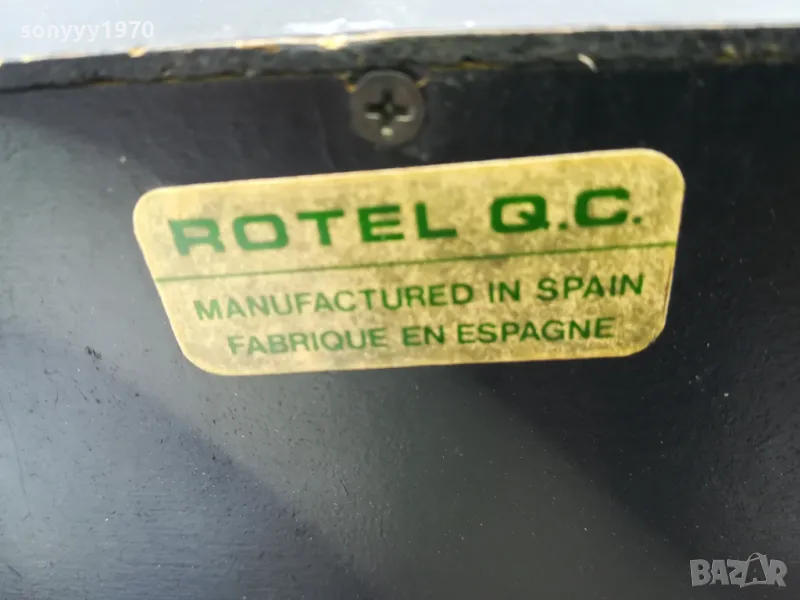 sonyyy1970
ROTEL Q.C.
MANUFACTURED IN SPAIN
FABRIQUE EN ESPAGNE
BAZAR